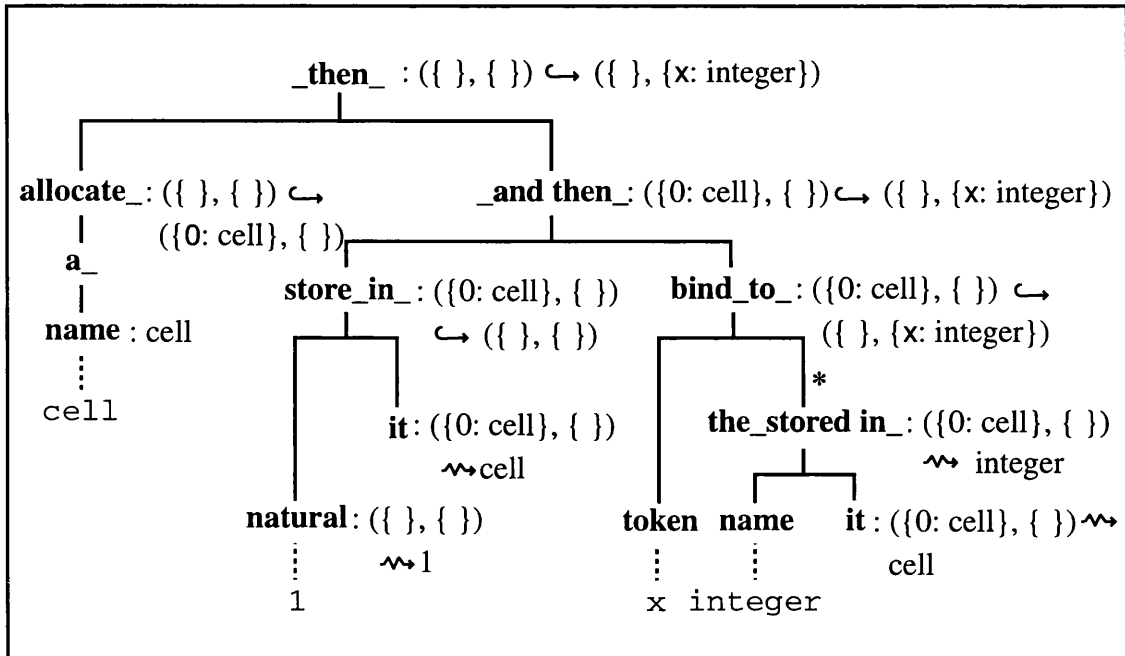 _then_ : ({ }, { }) ↪ ({ }, {x: integer})
allocate_ : ({ }, { }) ↪
({0: cell}, { })
_and then_ : ({0: cell}, { }) ↪ ({ }, {x: integer})
a_
name : cell
cell
store_in_ : ({0: cell}, { })
↪ ({ }, { })
bind_to_ : ({0: cell}, { }) ↪
({ }, {x: integer})
*
it : ({0: cell}, { })
⇝ cell
the_stored in_ : ({0: cell}, { })
⇝ integer
natural : ({ }, { })
⇝ 1
1
token name it : ({0: cell}, { }) ⇝
cell
x integer